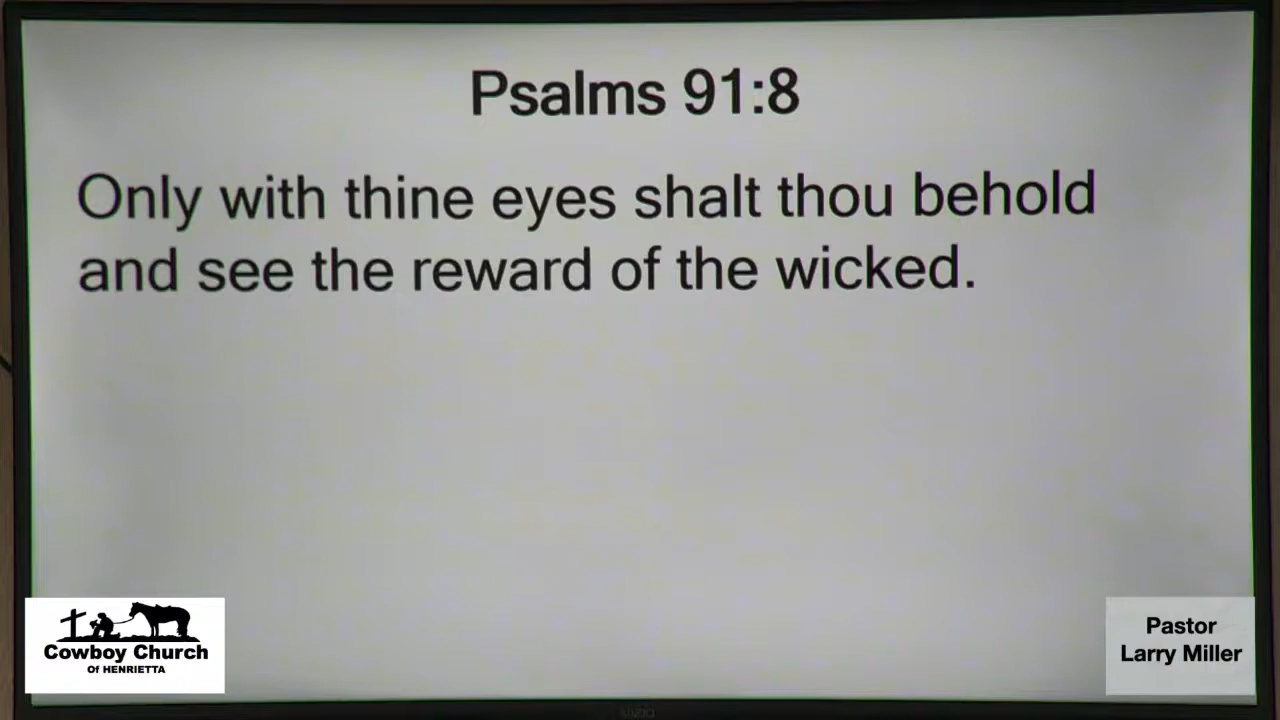 Psalms 91:8
Only with thine eyes shalt thou behold
and see the reward of the wicked.
Cowboy Church
Of HENRIETTA
Pastor
Larry Miller
VIZIO